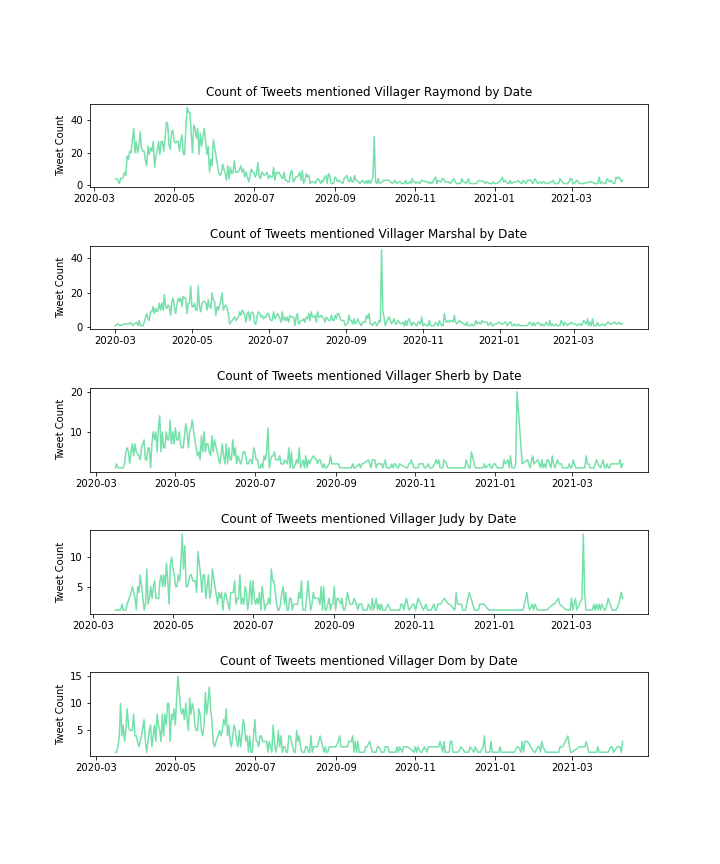 Count of Tweets mentioned Villager Raymond by Date
Tweet Count
40
20
0
2020-03 2020-05 2020-07 2020-09 2020-11 2021-01 2021-03
Count of Tweets mentioned Villager Marshal by Date
Tweet Count
40
20
0
2020-03 2020-05 2020-07 2020-09 2020-11 2021-01 2021-03
Count of Tweets mentioned Villager Sherb by Date
Tweet Count
20
10
2020-03 2020-05 2020-07 2020-09 2020-11 2021-01 2021-03
Count of Tweets mentioned Villager Judy by Date
Tweet Count
10
5
2020-03 2020-05 2020-07 2020-09 2020-11 2021-01 2021-03
Count of Tweets mentioned Villager Dom by Date
Tweet Count
15
10
5
2020-03 2020-05 2020-07 2020-09 2020-11 2021-01 2021-03